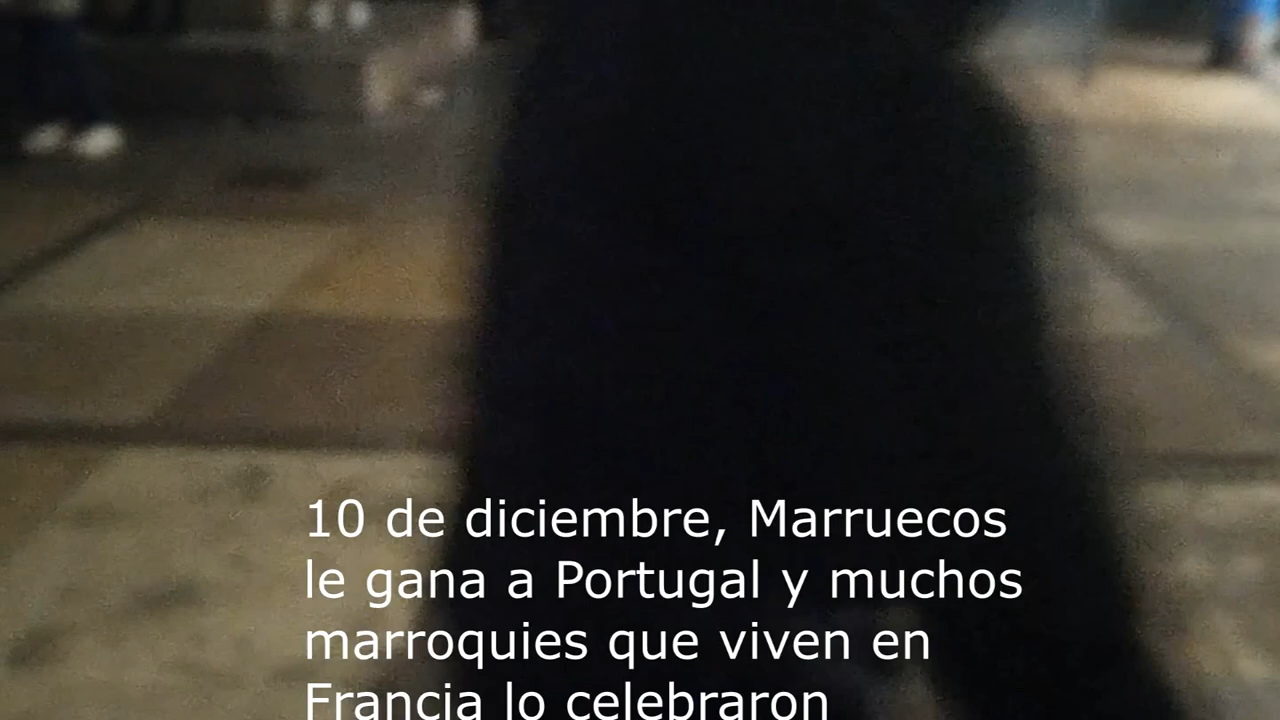 10 de diciembre, Marruecos
le gana a Portugal y muchos
marroquies que viven en
Francia lo celebraron